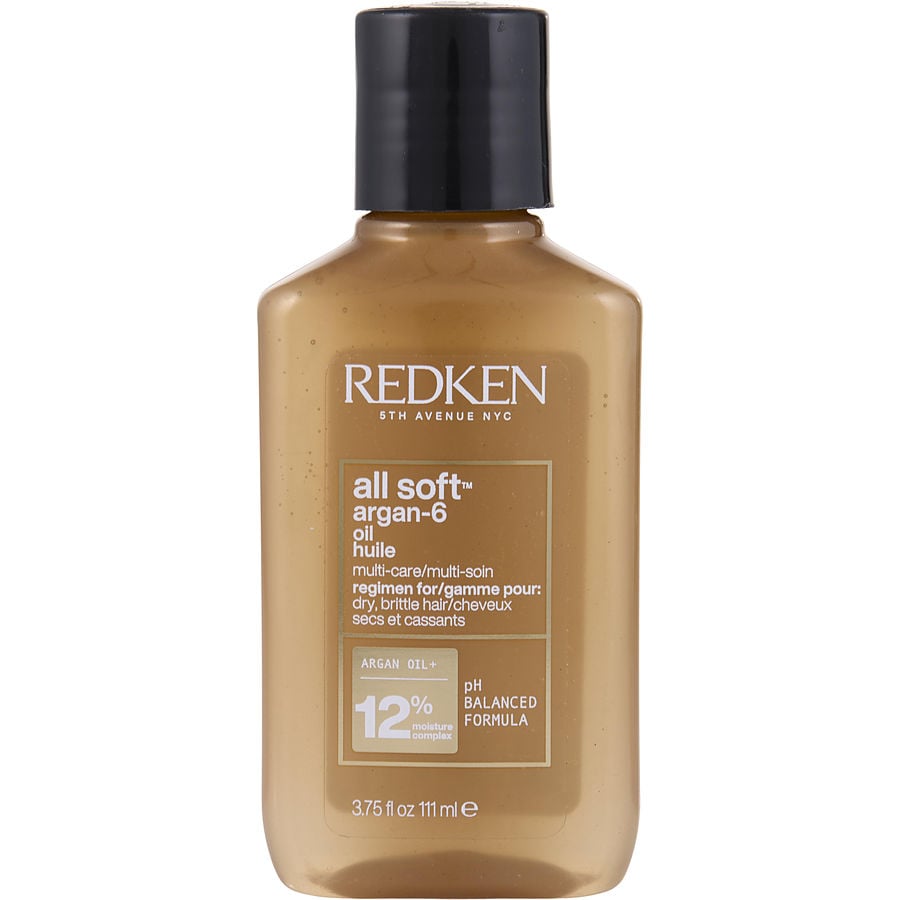 REDKEN
5TH AVENUE NYC
all soft™
argan-6
oil
huile
multi-care/multi-soin
regimen for/gamme pour:
dry, brittle hair/cheveux
secs et cassants
ARGAN OIL+
12%
moisture
complex
pH
BALANCED
FORMULA
3.75 fl oz 111 ml ℮